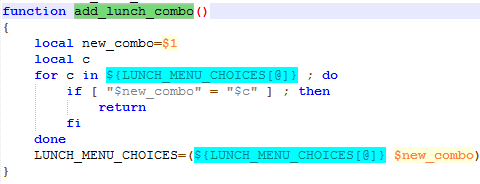 function add_lunch_combo()
{
    local new_combo=$1
    local c
    for c in ${LUNCH_MENU_CHOICES[@]} ; do
        if [ "$new_combo" = "$c" ] ; then
            return
        fi
    done
    LUNCH_MENU_CHOICES=(${LUNCH_MENU_CHOICES[@]} $new_combo)
}